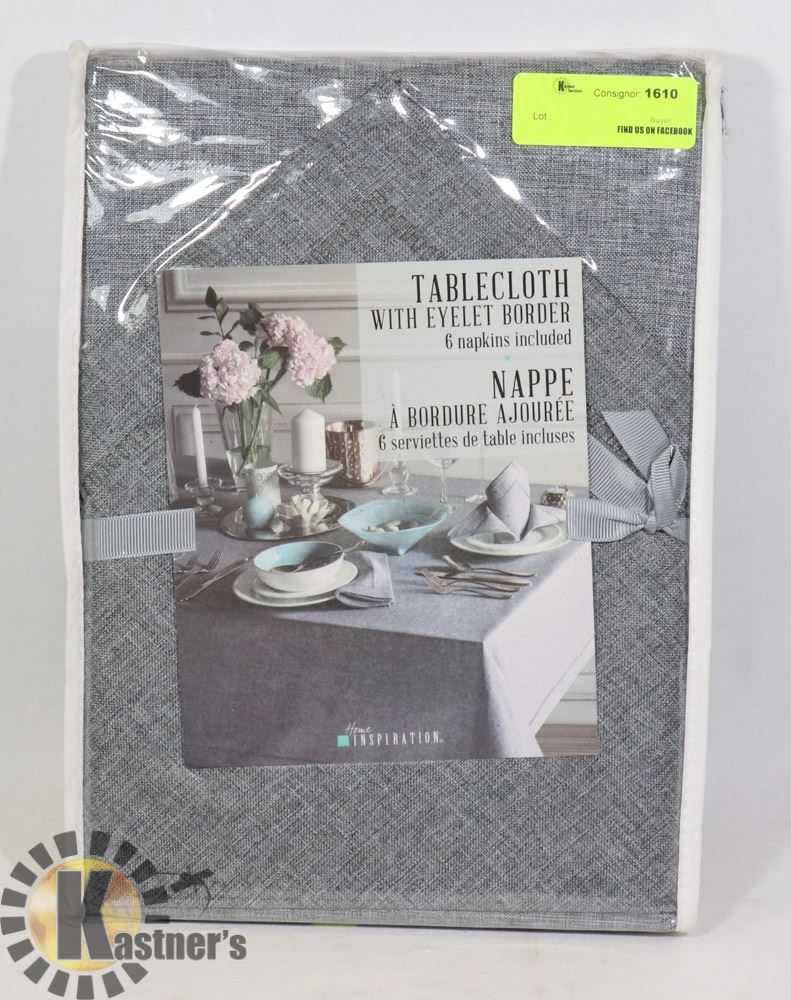 Consignor: 1610
Lot :
Buyer
FIND US ON FACEBOOK
TABLECLOTH
WITH EYELET BORDER
6 napkins included
NAPPE
À BORDURE AJOURÉE
6 serviettes de table incluses
Home
INSPIRATION
KASTNER'S